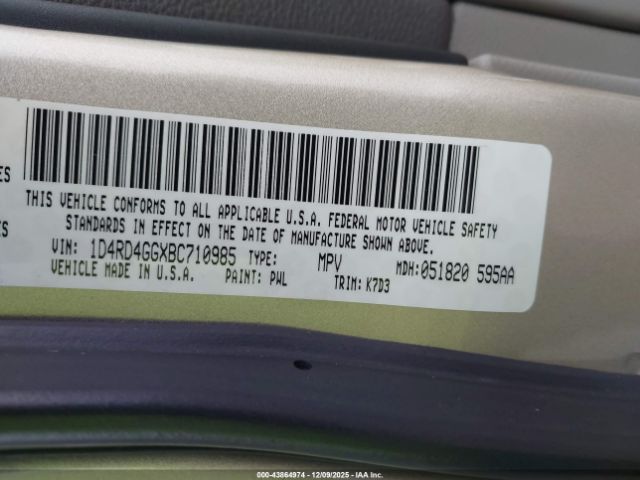 ES
THIS VEHICLE CONFORMS TO ALL APPLICABLE U.S.A. FEDERAL MOTOR VEHICLE SAFETY
STANDARDS IN EFFECT ON THE DATE OF MANUFACTURE SHOWN ABOVE.
ES
VIN: 1D4RD4GGXBC710985 TYPE: MPV MDH:051820 595AA
VEHICLE MADE IN U.S.A. PAINT: PWL TRIM: K7D3
000-43864974 | 12/09/2025 - IAA Inc.